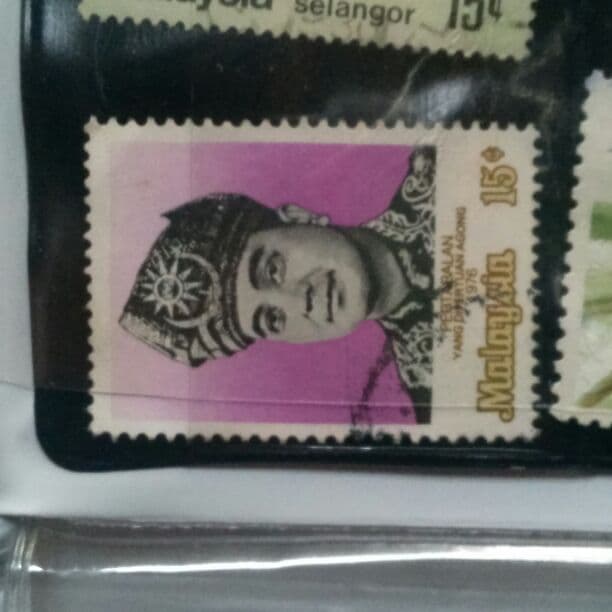 selangor 15¢
PERTABALAN
YANG DIPERTUAN AGONG
1976
Malaysia 15¢